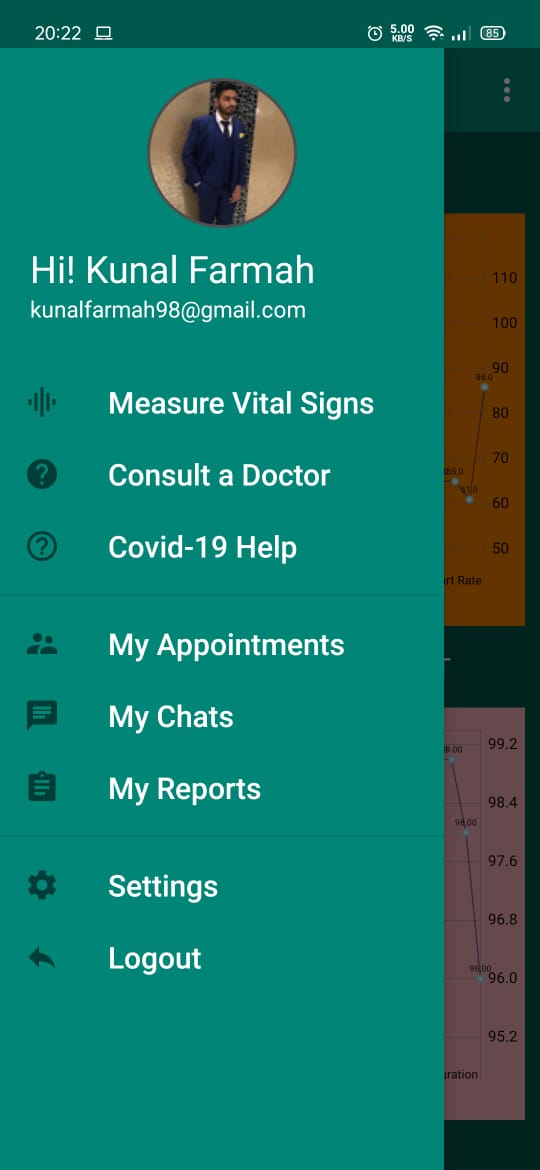 20:22
5.00
KB/S
85
Hi! Kunal Farmah
kunalfarmah98@gmail.com
Measure Vital Signs
Consult a Doctor
Covid-19 Help
My Appointments
My Chats
My Reports
Settings
Logout
110
100
90
86.0
80
70
65.0
61.0
60
50
rt Rate
99.2
9.00
98.4
98.00
97.6
96.8
96.00
96.0
95.2
uration